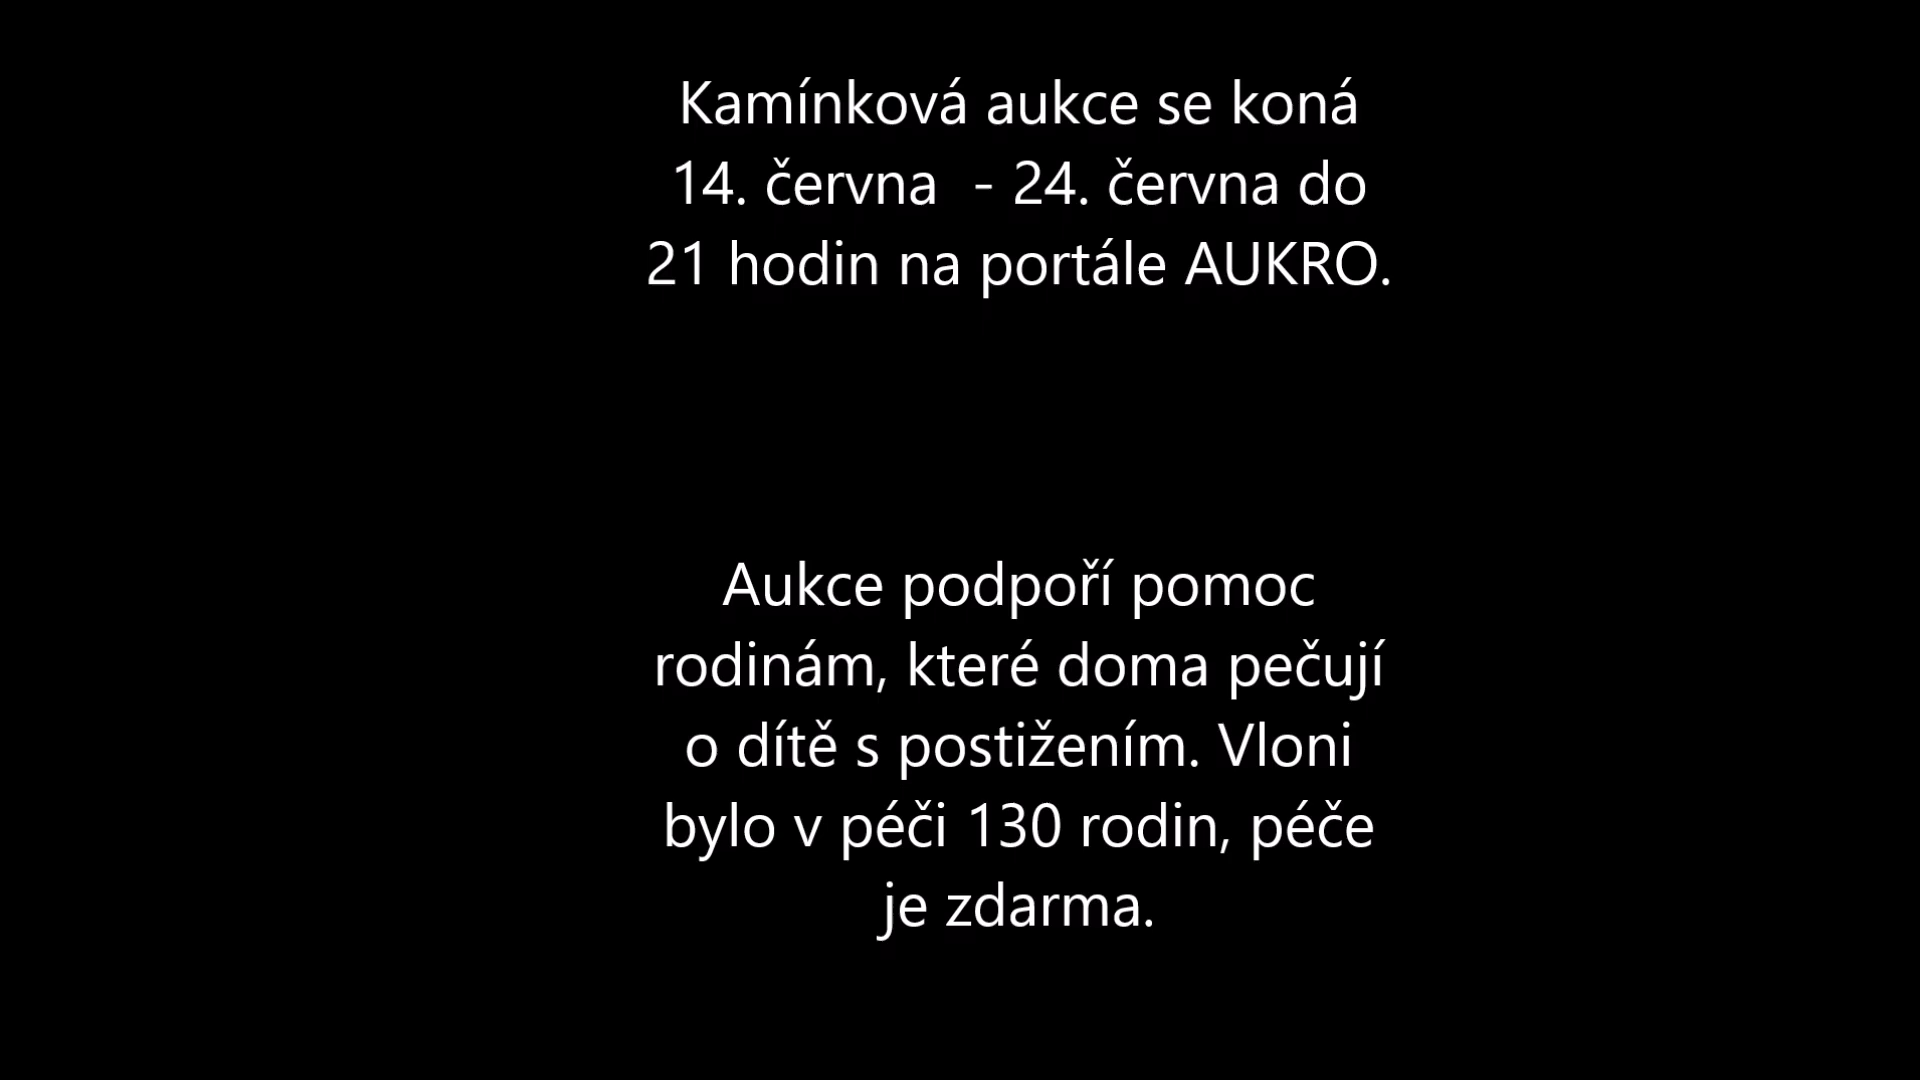 Kamínková aukce se koná
14. června  - 24. června do
21 hodin na portále AUKRO.
Aukce podpoří pomoc
rodinám, které doma pečují
o dítě s postižením. Vloni
bylo v péči 130 rodin, péče
je zdarma.